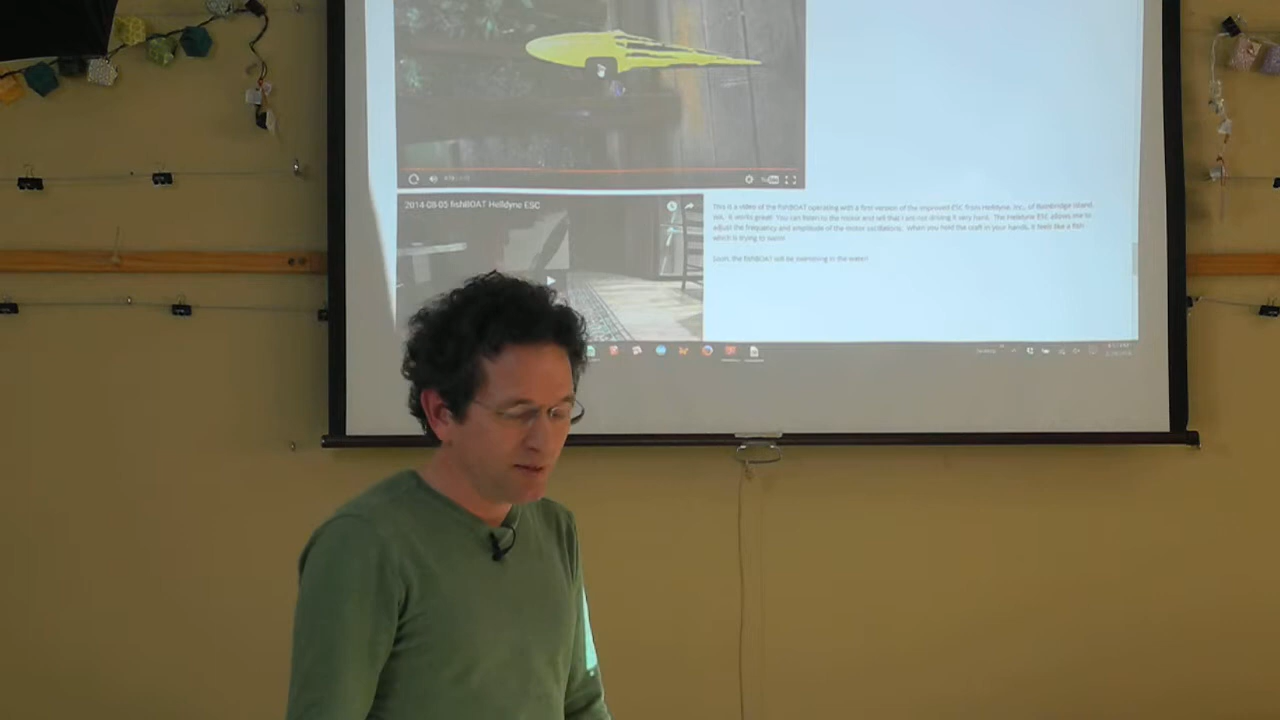 2014-08-05 fishBOAT Helldyne ESC
This is a video of the fishBOAT operating with a first version of the improved ESC from Helldyne, Inc., of Bainbridge Island,
WA. It works great! You can listen to the motor and tell that I am not driving it very hard. The Helldyne ESC allows me to
adjust the frequency and amplitude of the motor oscillations. When you hold the craft in your hands, it feels like a fish
which is trying to swim!
Soon, the fishBOAT will be swimming in the water!